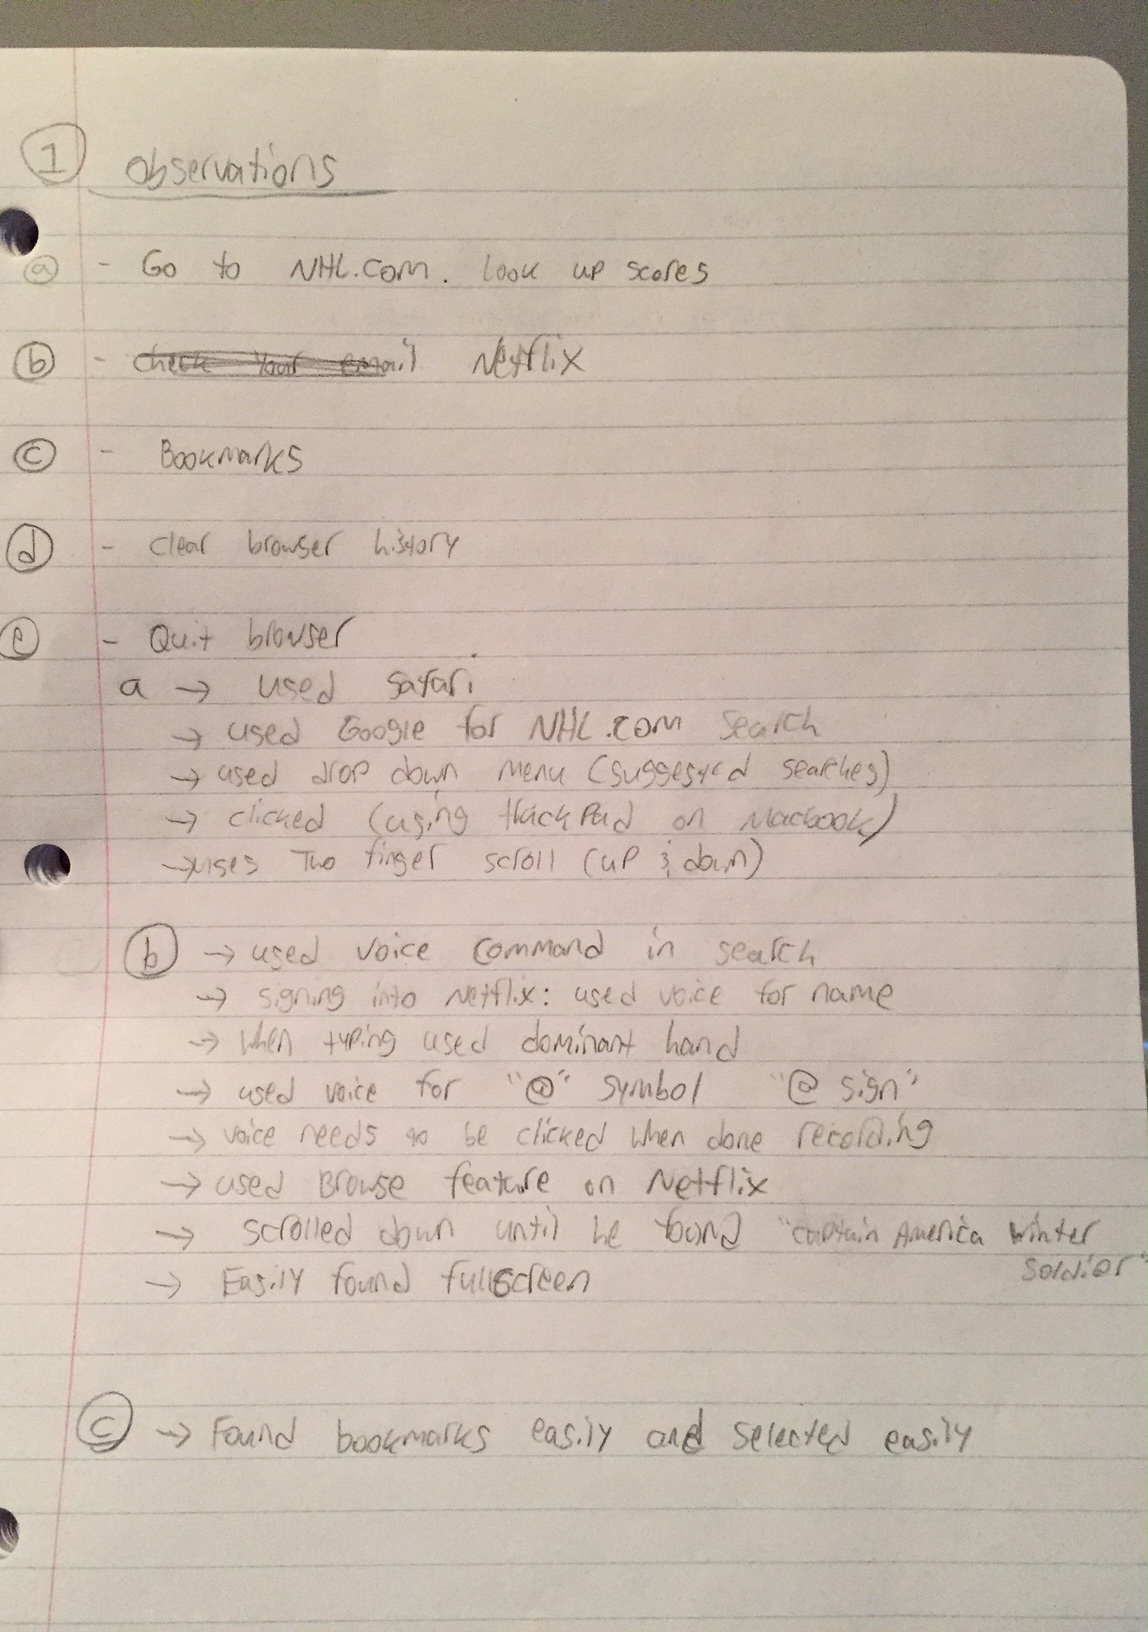 1 Observations
a - Go to NHL.com. look up scores
b - check your email Netflix
c - Bookmarks
d - clear browser history
e - Quit browser
a → used safari
→ used Google for NHL.com search
→ used drop down menu (suggested searches)
→ clicked (using trackPad on Macbook)
→ uses Two finger scroll (up & down)
b → used voice command in search
→ signing into Netflix: used voice for name
→ when typing used dominant hand
→ used voice for "@" symbol "@ sign"
→ voice needs to be clicked when done recording
→ used Browse feature on Netflix
→ scrolled down until he found "captain America winter
soldier"
→ Easily found fullscreen
c → Found bookmarks easily and selected easily